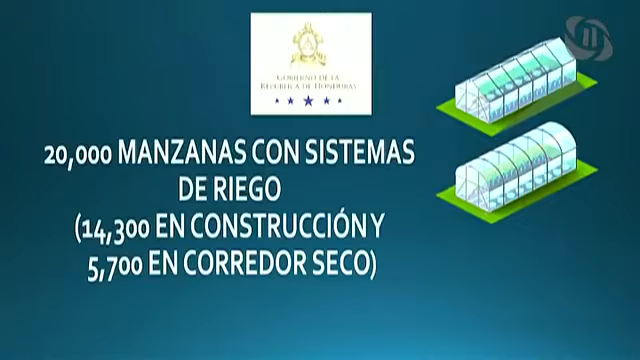 GOBIERNO DE LA
REPÚBLICA DE HONDURAS
20,000 MANZANAS CON SISTEMAS
DE RIEGO
(14,300 EN CONSTRUCCIÓN Y
5,700 EN CORREDOR SECO)
11